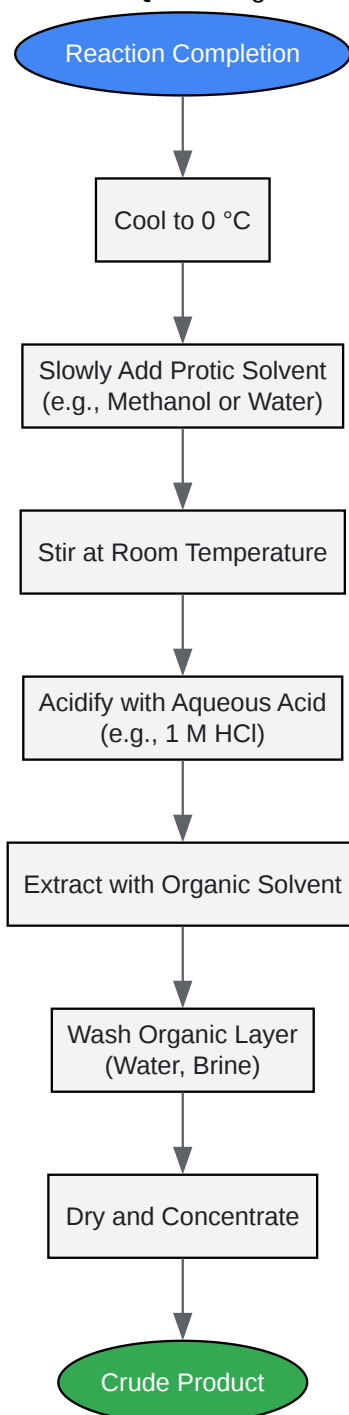 Reaction Completion
Cool to 0 °C
Slowly Add Protic Solvent
(e.g., Methanol or Water)
Stir at Room Temperature
Acidify with Aqueous Acid
(e.g., 1 M HCl)
Extract with Organic Solvent
Wash Organic Layer
(Water, Brine)
Dry and Concentrate
Crude Product